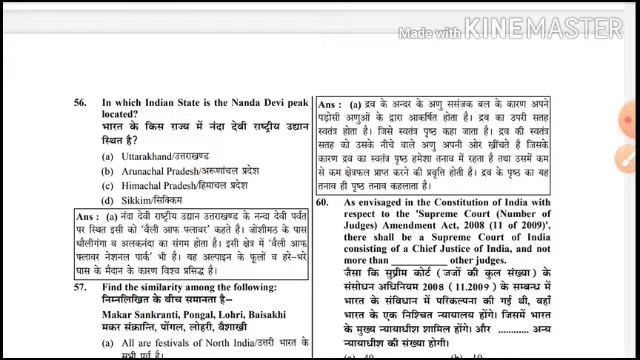 Made with KINEMASTER
56. In which Indian State is the Nanda Devi peak
located?
भारत के किस राज्य में नंदा देवी राष्ट्रीय उद्यान
स्थित है?
(a) Uttarakhand/उत्तराखण्ड
(b) Arunachal Pradesh/अरूणांचल प्रदेश
(c) Himachal Pradesh/हिमाचल प्रदेश
(d) Sikkim/सिक्किम
Ans : (a) नंदा देवी राष्ट्रीय उद्यान उत्तराखण्ड के नन्दा देवी पर्वत
पर स्थित इसी को 'वैली आफ फ्लावर' कहते है। जोशीमठ के पास
धौलीगंगा व अलकनंदा का संगम होता है। इसी क्षेत्र में 'वैली आफ
फ्लावर नेशनल पार्क' भी है। यह अल्पाइन के फूलों व हरे-भरे
घास के मैदान के कारण विश्व प्रसिद्ध है।
57. Find the similarity among the following:
निम्नलिखित के बीच समानता है–
Makar Sankranti, Pongal, Lohri, Baisakhi
मकर संक्रान्ति, पोंगल, लोहरी, वैशाखी
(a) All are festivals of North India/उत्तरी भारत के
सभी पर्व है
Ans : (a) द्रव के अन्दर के अणु ससंजक बल के कारण अपने
पड़ोसी अणुओं के द्वारा आकर्षित होता है। द्रव का उपरी सतह
स्वतंत्र होता है। जिसे स्वतंत्र पृष्ठ कहा जाता है। द्रव की स्वतंत्र
सतह को उसके नीचे वाले अणु अपनी ओर खींचते है जिसके
कारण द्रव का स्वतंत्र पृष्ठ हमेशा तनाव में रहता है तथा उसमें कम
से कम क्षेत्रफल प्राप्त करने की प्रवृत्ति होती है। द्रव के पृष्ठ का यह
तनाव ही पृष्ठ तनाव कहलाता है।
60. As envisaged in the Constitution of India with
respect to the 'Supreme Court (Number of
Judges) Amendment Act, 2008 (11 of 2009)',
there shall be a Supreme Court of India
consisting of a Chief Justice of India, and not
more than __________ other judges.
जैसा कि सुप्रीम कोर्ट (जजों की कुल संख्या) के
संसोधन अधिनियम 2008 (11.2009) के सम्बन्ध में
भारत के संविधान में परिकल्पना की गई थी, वहाँ
भारत के एक निश्चित न्यायालय होंगे। जिसमें भारत
के मुख्य न्यायाधीश शामिल होंगे। और ............ अन्य
न्यायाधीश की संख्या होगी।
(a) 40 (b) 10